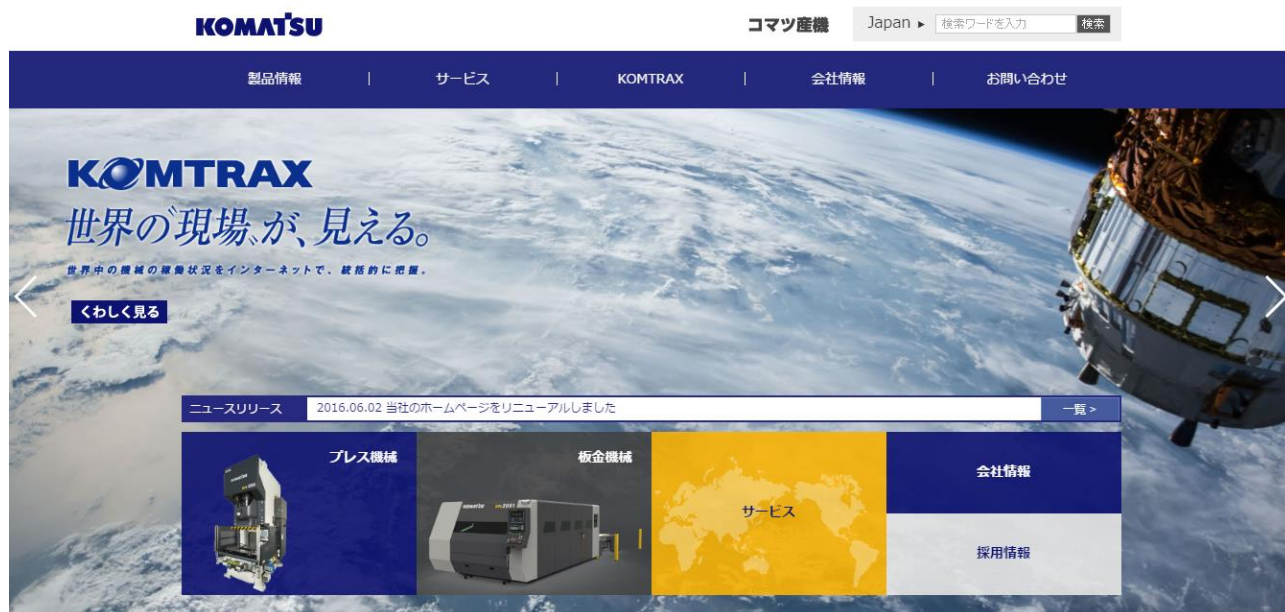 KOMATSU
コマツ産機
Japan ▸
検索ワードを入力
検索
製品情報 | サービス | KOMTRAX | 会社情報 | お問い合わせ
KOMTRAX
世界の〝現場〟が、見える。
世界中の機械の稼働状況をインターネットで、統括的に把握。
くわしく見る
ニュースリリース
2016.06.02 当社のホームページをリニューアルしました
一覧 >
プレス機械
板金機械
KOMATSU
サービス
会社情報
採用情報